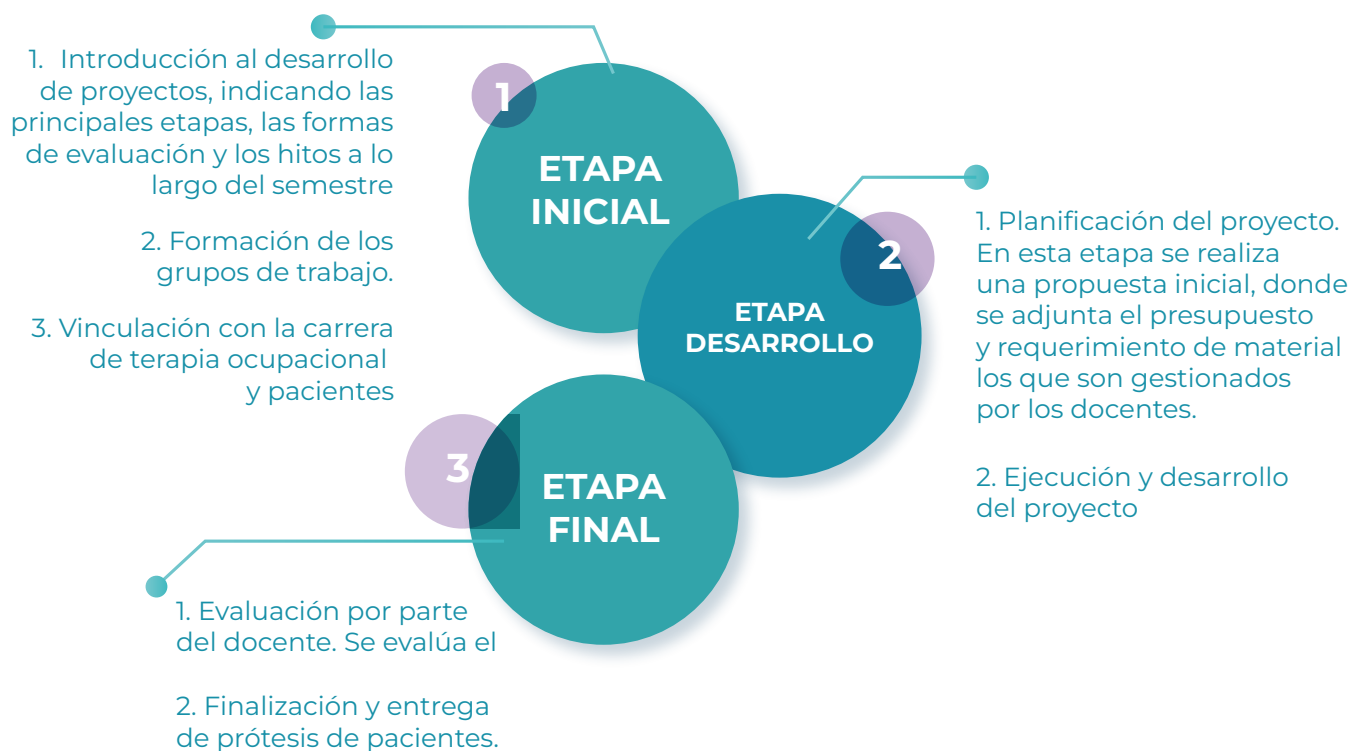 1. Introducción al desarrollo
de proyectos, indicando las
principales etapas, las formas
de evaluación y los hitos a lo
largo del semestre
2. Formación de los
grupos de trabajo.
3. Vinculación con la carrera
de terapia ocupacional
y pacientes
1
ETAPA
INICIAL
2
ETAPA
DESARROLLO
1. Planificación del proyecto.
En esta etapa se realiza
una propuesta inicial, donde
se adjunta el presupuesto
y requerimiento de material
los que son gestionados
por los docentes.
2. Ejecución y desarrollo
del proyecto
3
ETAPA
FINAL
1. Evaluación por parte
del docente. Se evalúa el
2. Finalización y entrega
de prótesis de pacientes.